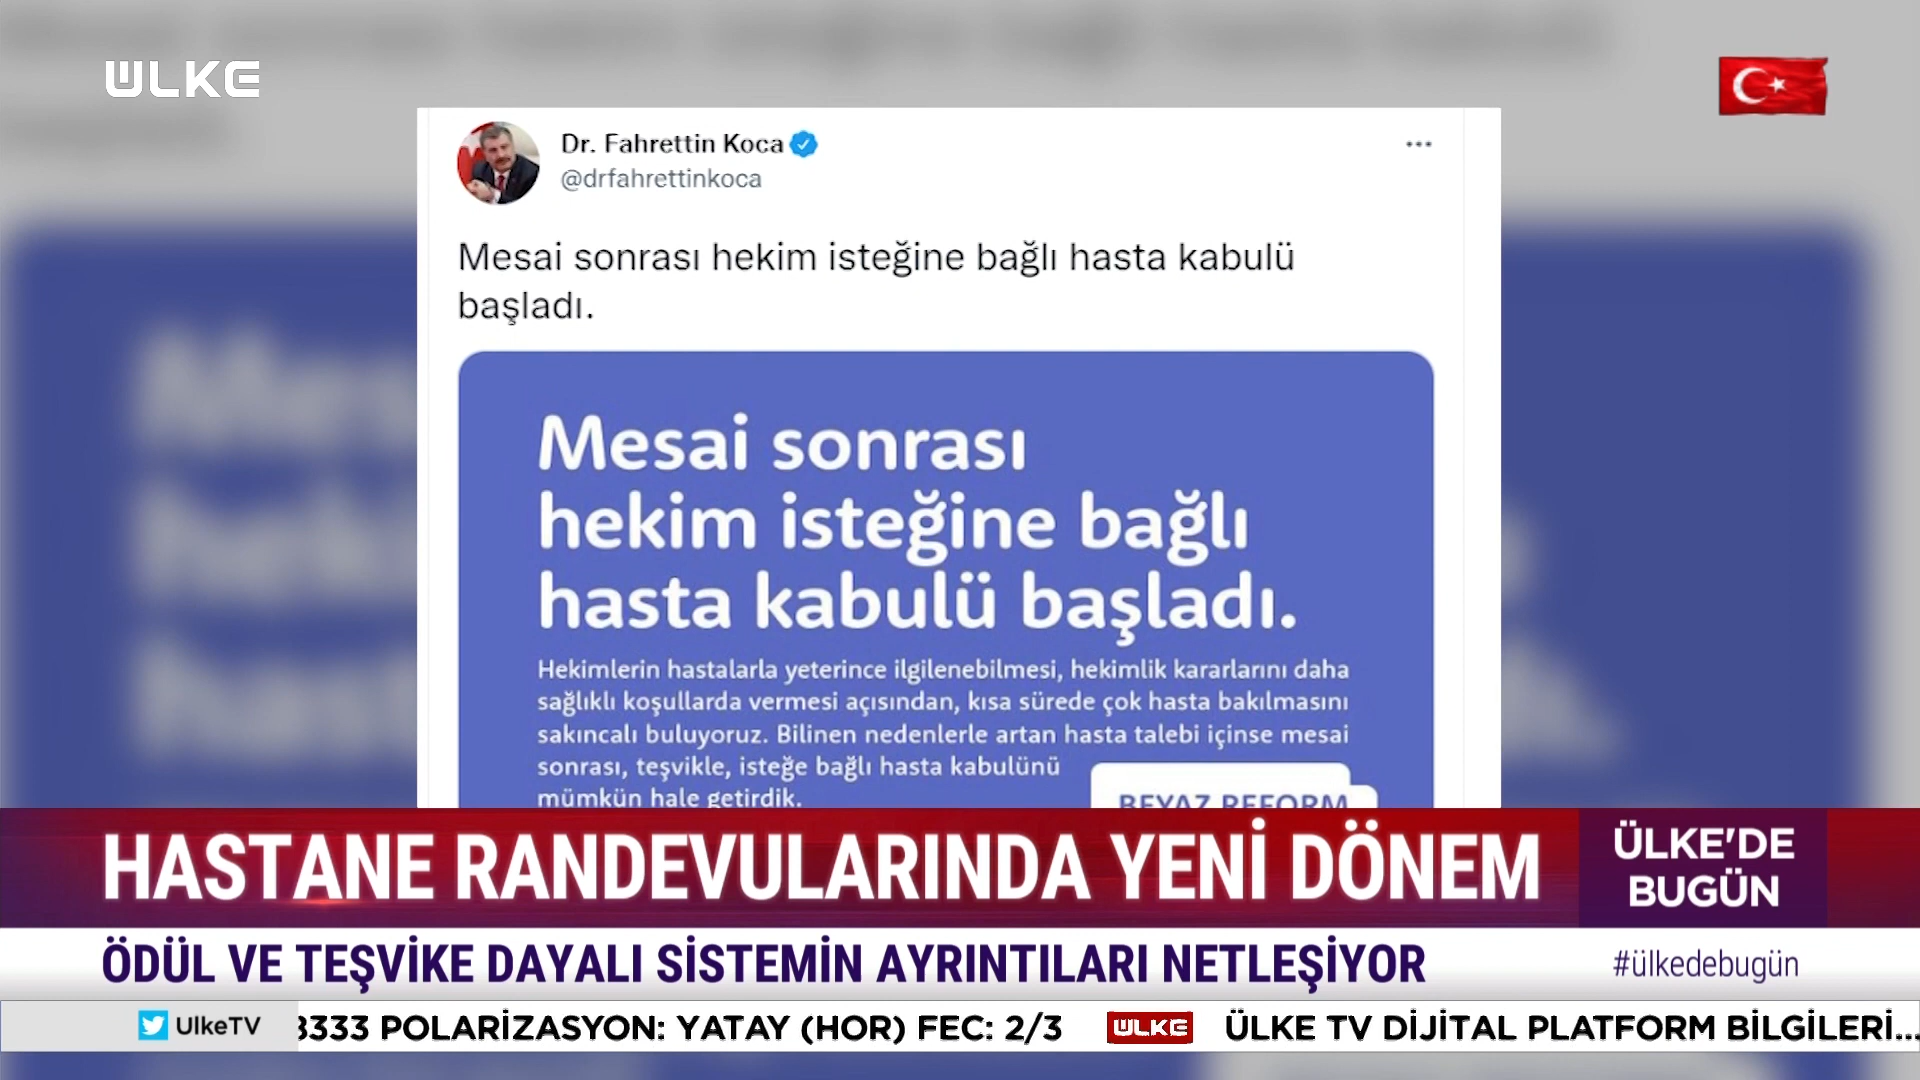 ÜLKE
Dr. Fahrettin Koca
@drfahrettinkoca
Mesai sonrası hekim isteğine bağlı hasta kabulü
başladı.
Mesai sonrası
hekim isteğine bağlı
hasta kabulü başladı.
Hekimlerin hastalarla yeterince ilgilenebilmesi, hekimlik kararlarını daha
sağlıklı koşullarda vermesi açısından, kısa sürede çok hasta bakılmasını
sakıncalı buluyoruz. Bilinen nedenlerle artan hasta talebi içinse mesai
sonrası, teşvikle, isteğe bağlı hasta kabulünü
mümkün hale getirdik.
BEYAZ REFORM
HASTANE RANDEVULARINDA YENİ DÖNEM
ÜLKE'DE
BUGÜN
ÖDÜL VE TEŞVİKE DAYALI SİSTEMİN AYRINTILARI NETLEŞİYOR
#ülkedebugün
UlkeTV 3333 POLARİZASYON: YATAY (HOR) FEC: 2/3 ÜLKE ÜLKE TV DİJİTAL PLATFORM BİLGİLERİ...